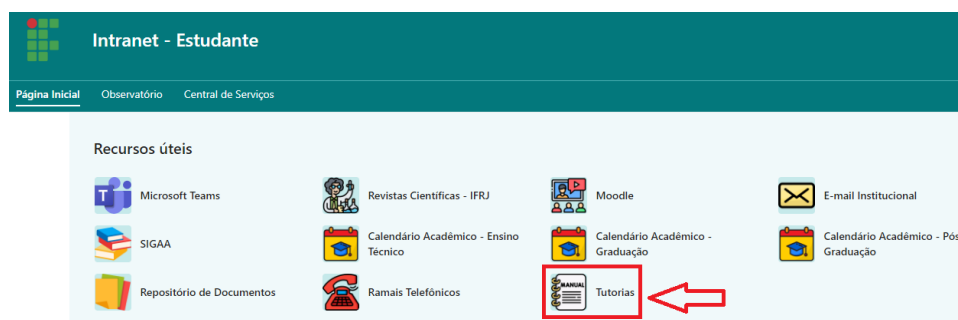 Intranet - Estudante
Página Inicial Observatório Central de Serviços
Recursos úteis
Microsoft Teams
Revistas Científicas - IFRJ
Moodle
E-mail Institucional
SIGAA
Calendário Acadêmico - Ensino
Técnico
Calendário Acadêmico -
Graduação
Calendário Acadêmico - Pós
Graduação
Repositório de Documentos
Ramais Telefônicos
MANUAL
Tutorias